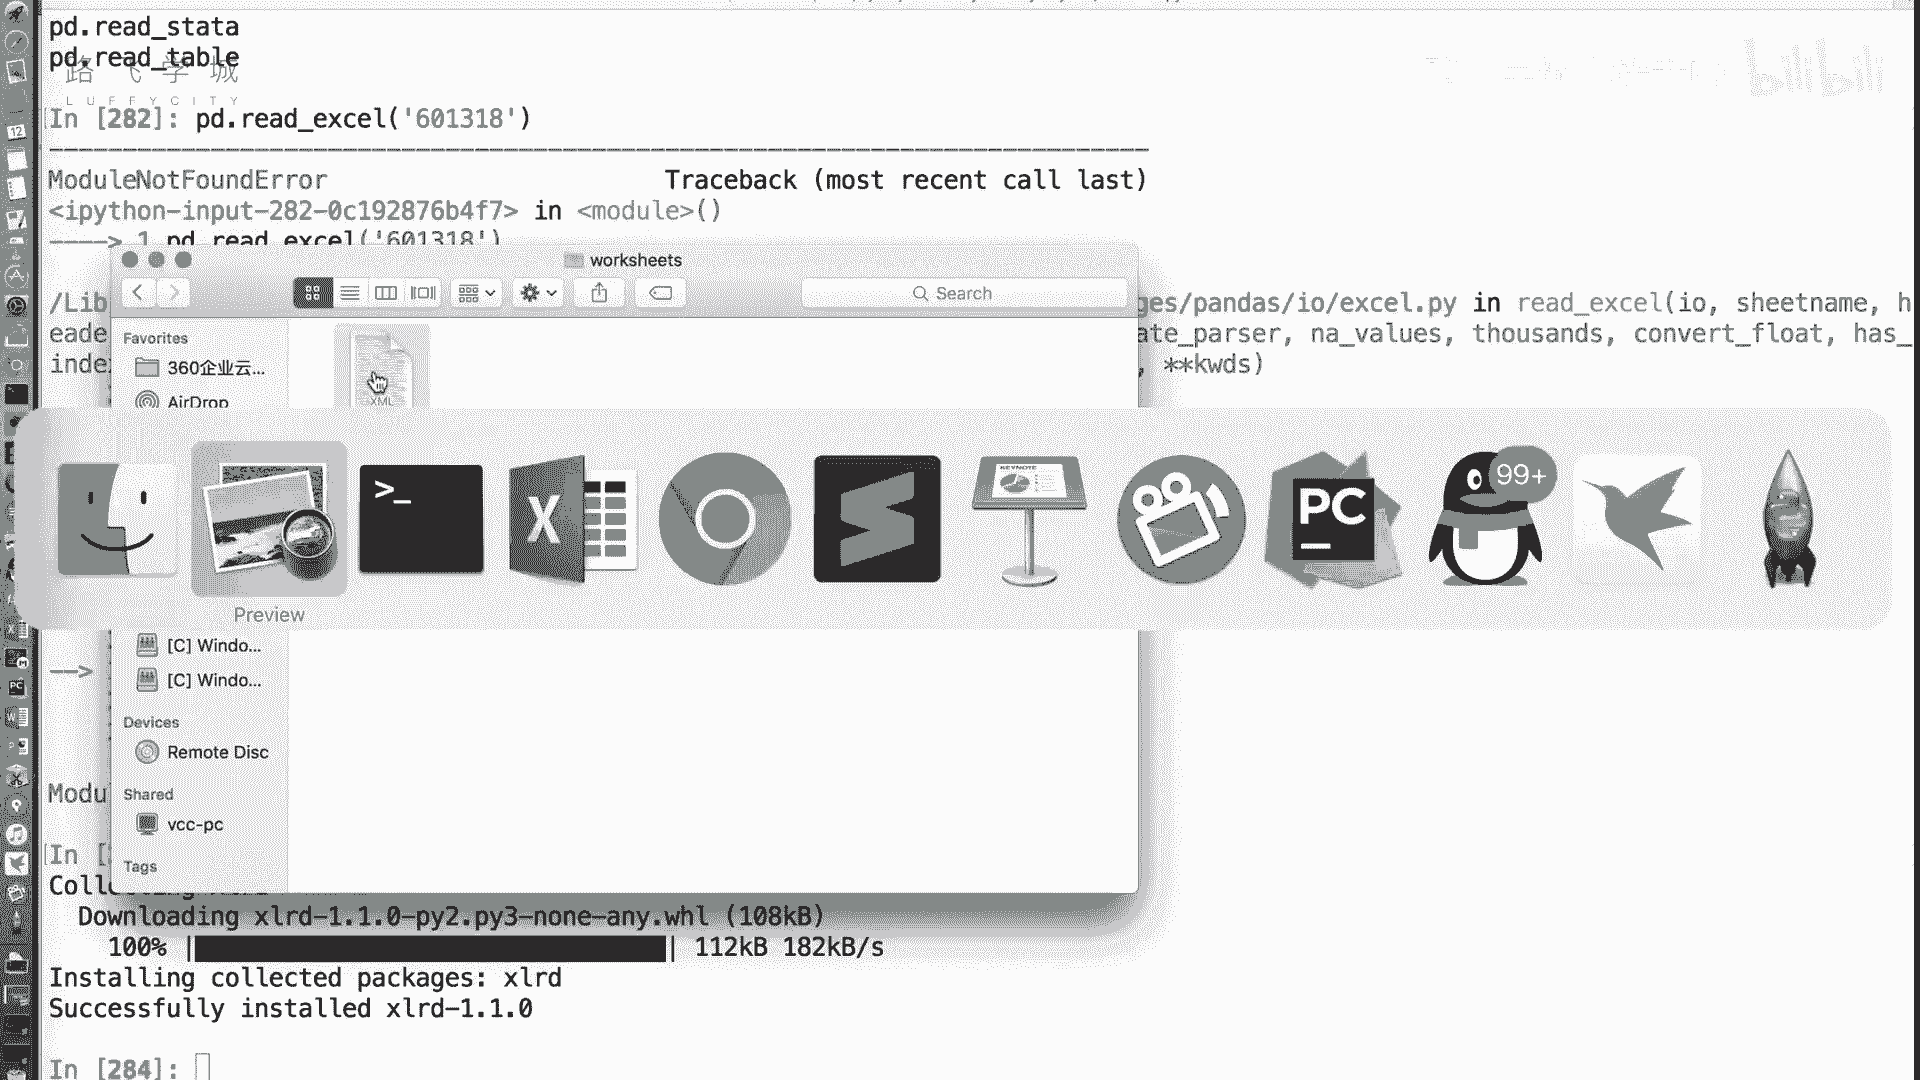 pd.read_stata
pd.read_table
路飞学城
LUFFYCITY
bilibili
In [282]: pd.read_excel('601318')
ModuleNotFoundError Traceback (most recent call last)
<ipython-input-282-0c192876b4f7> in <module>()
----> 1 pd.read_excel('601318')
worksheets
Search
/Lib
ges/pandas/io/excel.py in read_excel(io, sheetname, h
eade
ate_parser, na_values, thousands, convert_float, has_
inde
, **kwds)
Favorites
360企业云...
AirDrop
XML
12
>_
X
KEYNOTE
PC
99+
Preview
[C] Windo...
[C] Windo...
-->
Devices
Remote Disc
Modu
Shared
vcc-pc
In [
Tags
Coll
Downloading xlrd-1.1.0-py2.py3-none-any.whl (108kB)
100% || 112kB 182kB/s
Installing collected packages: xlrd
Successfully installed xlrd-1.1.0
In [284]: